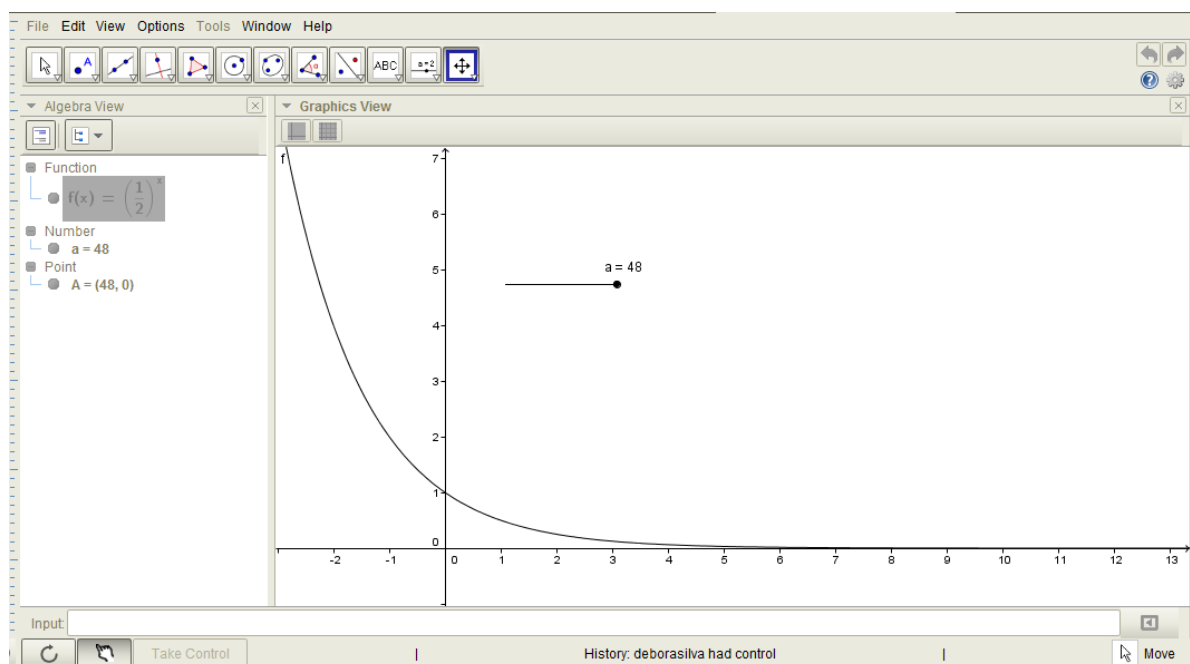 File Edit View Options Tools Window Help
A ABC a=2
Algebra View
Graphics View
Function
f(x) = (1/2)^x
Number
a = 48
Point
A = (48, 0)
f
7
6
5
4
3
2
1
0
a = 48
-2 -1 0 1 2 3 4 5 6 7 8 9 10 11 12 13
Input:
Take Control
History: deborasilva had control
Move